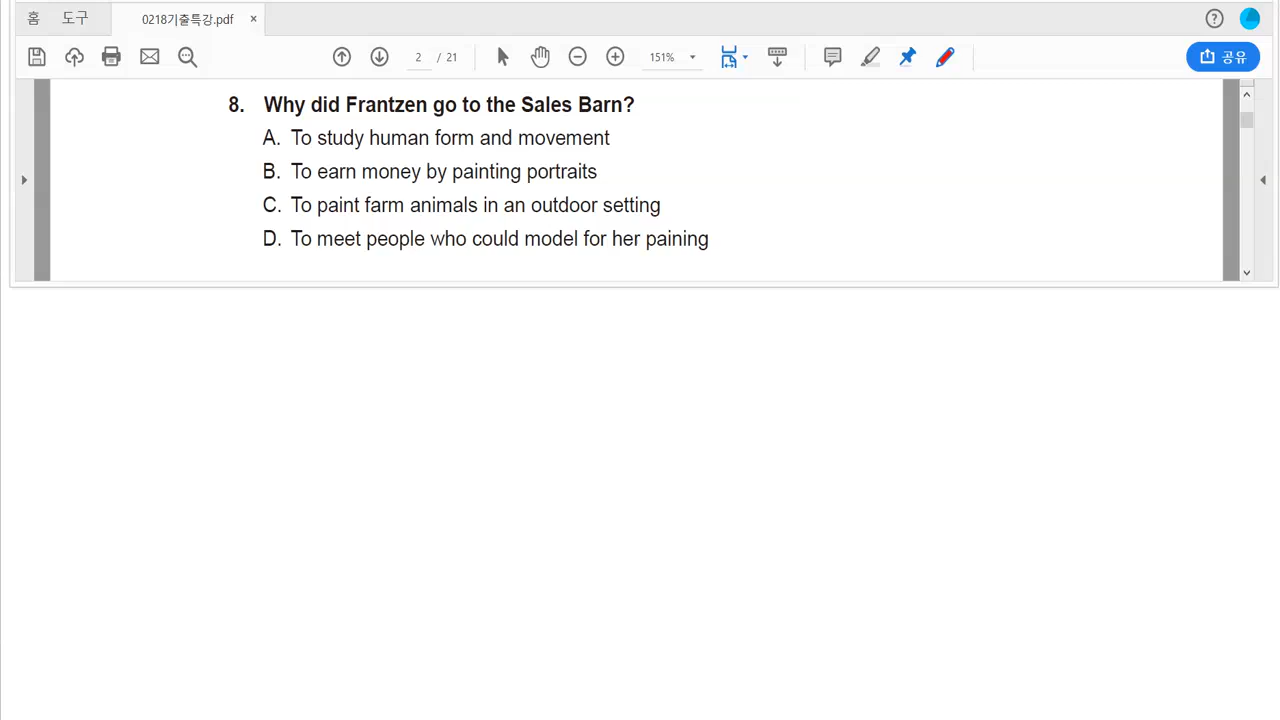 홈 도구 0218기출특강.pdf ×
2 / 21 151% 공유
8. Why did Frantzen go to the Sales Barn?
A. To study human form and movement
B. To earn money by painting portraits
C. To paint farm animals in an outdoor setting
D. To meet people who could model for her paining